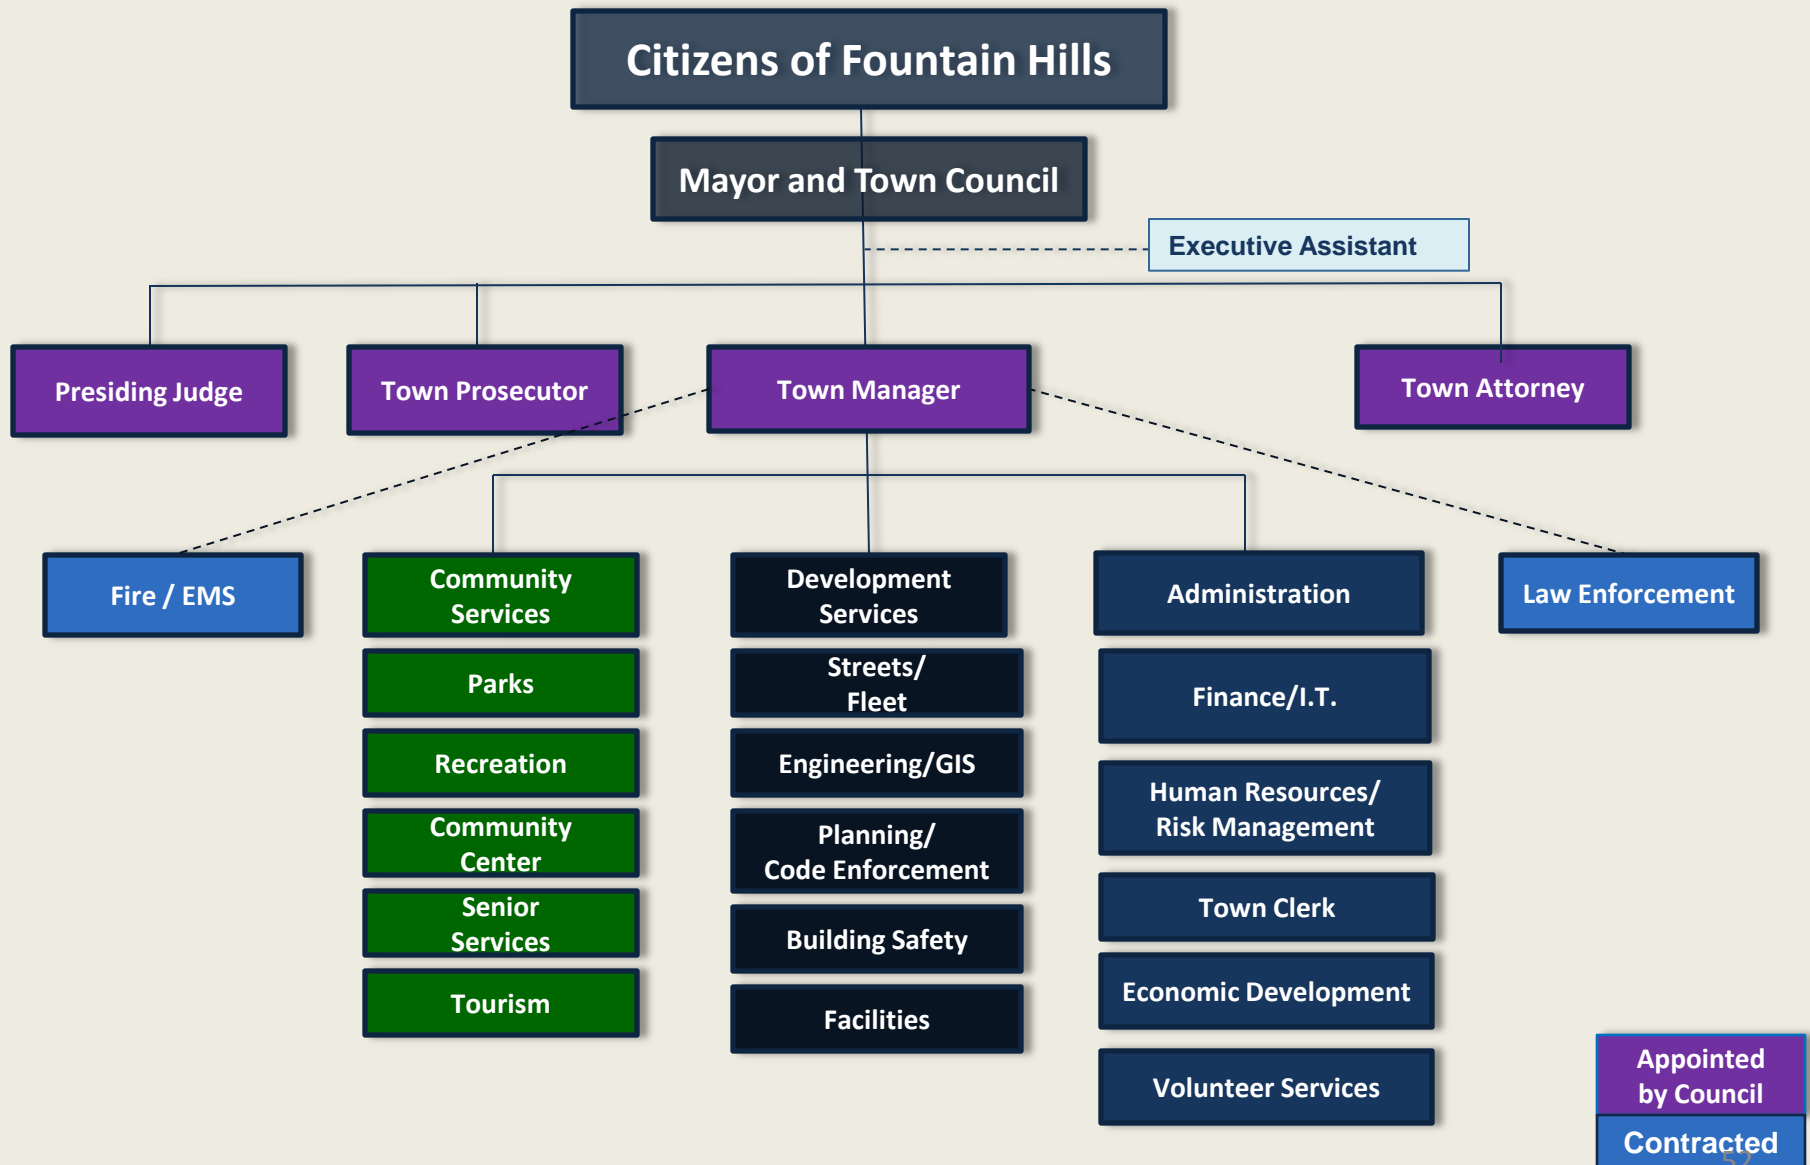 Citizens of Fountain Hills
Mayor and Town Council
Executive Assistant
Presiding Judge
Town Prosecutor
Town Manager
Town Attorney
Fire / EMS
Community
Services
Development
Services
Administration
Law Enforcement
Parks
Recreation
Community
Center
Senior
Services
Tourism
Streets/
Fleet
Engineering/GIS
Planning/
Code Enforcement
Building Safety
Facilities
Finance/I.T.
Human Resources/
Risk Management
Town Clerk
Economic Development
Volunteer Services
Appointed
by Council
Contracted
52